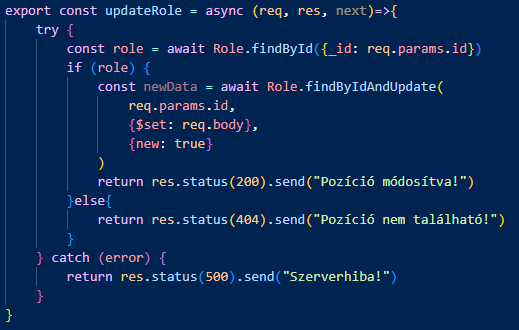 export const updateRole = async (req, res, next)=>{
    try {
        const role = await Role.findById({_id: req.params.id})
        if (role) {
            const newData = await Role.findByIdAndUpdate(
                req.params.id,
                {$set: req.body},
                {new: true}
            )
            return res.status(200).send("Pozíció módosítva!")
        }else{
            return res.status(404).send("Pozíció nem található!")
        }
    } catch (error) {
        return res.status(500).send("Szerverhiba!")
    }
}